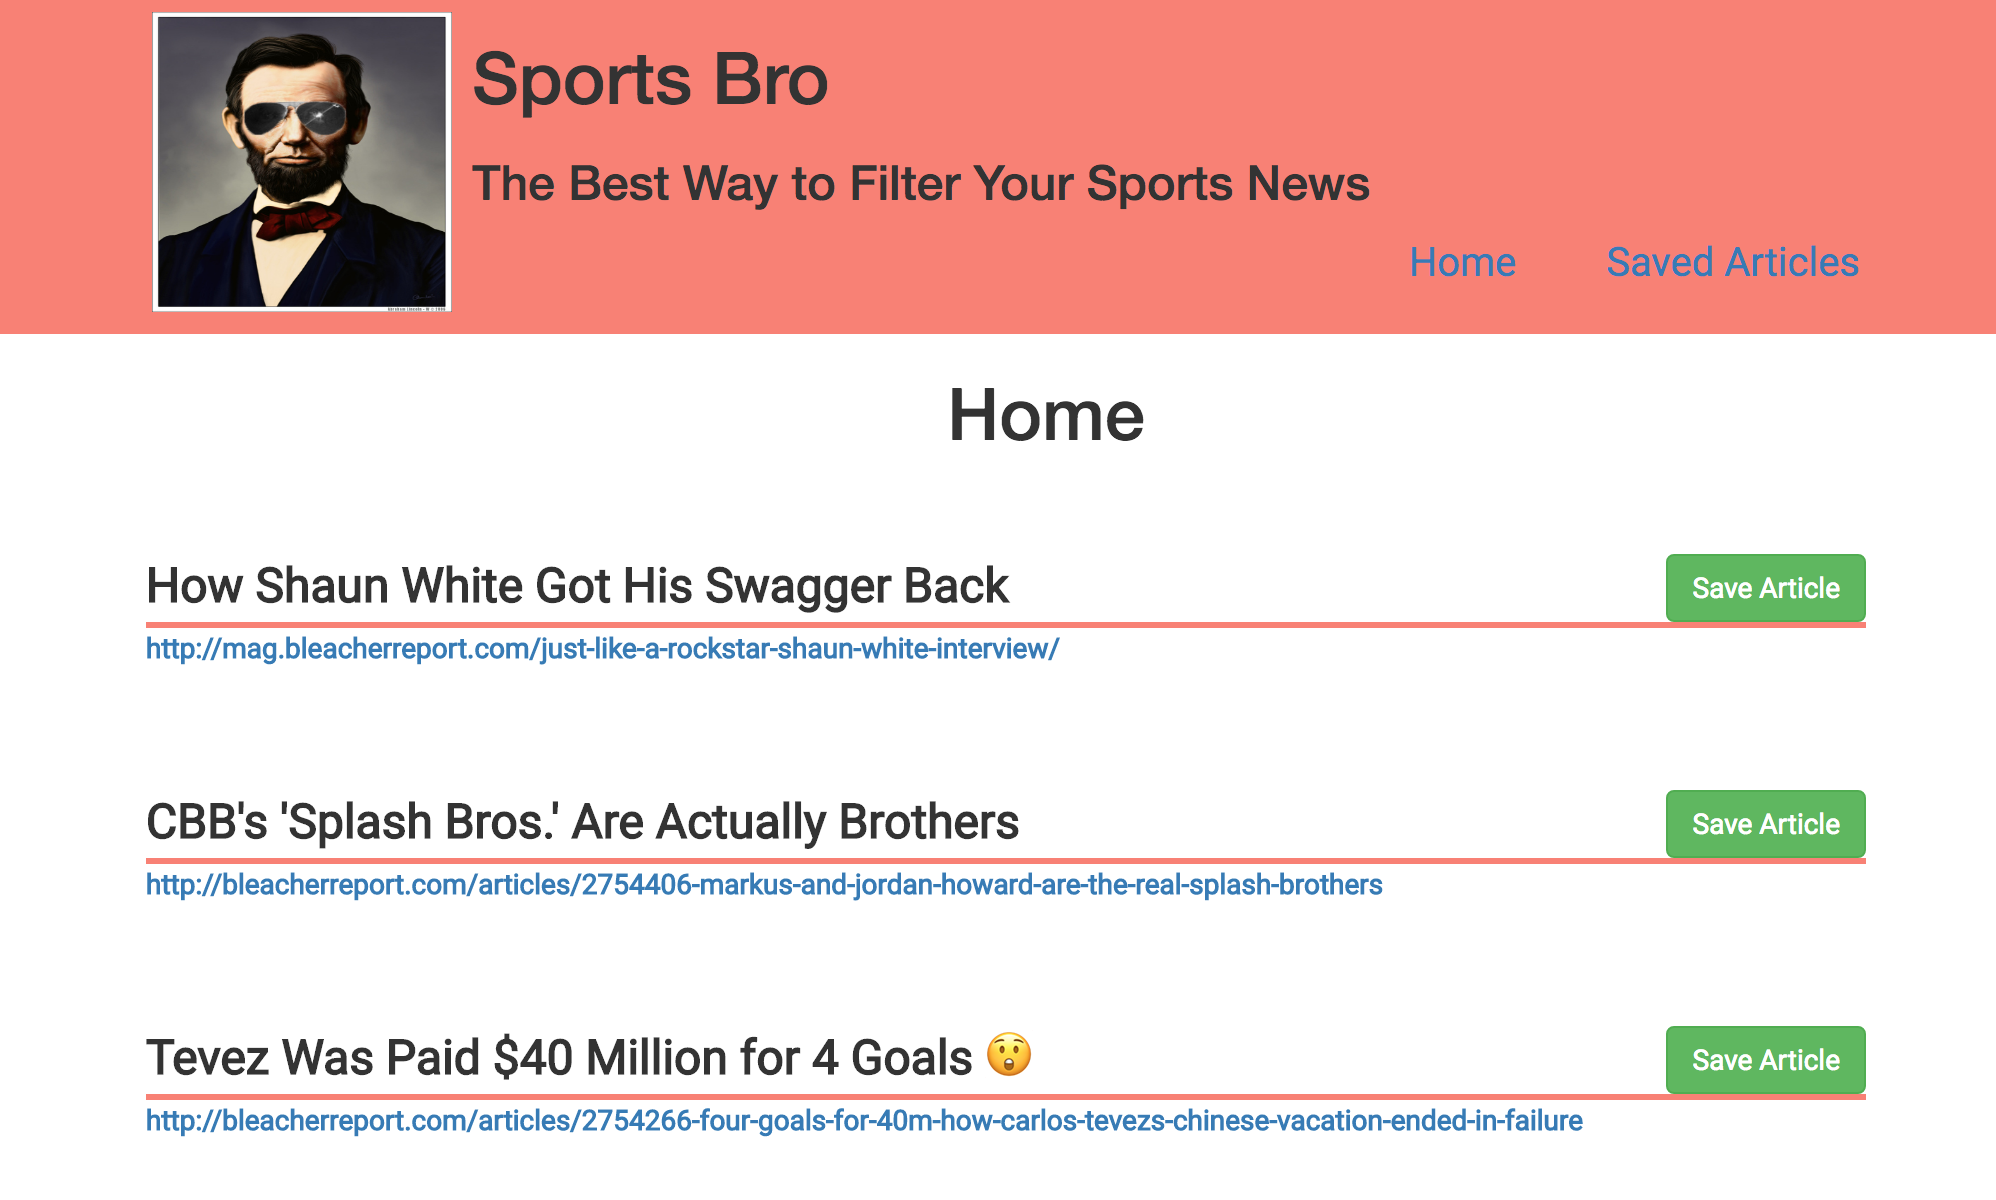 Sports Bro
The Best Way to Filter Your Sports News
Home Saved Articles
Home
How Shaun White Got His Swagger Back
Save Article
http://mag.bleacherreport.com/just-like-a-rockstar-shaun-white-interview/
CBB's 'Splash Bros.' Are Actually Brothers
Save Article
http://bleacherreport.com/articles/2754406-markus-and-jordan-howard-are-the-real-splash-brothers
Tevez Was Paid $40 Million for 4 Goals 😲
Save Article
http://bleacherreport.com/articles/2754266-four-goals-for-40m-how-carlos-tevezs-chinese-vacation-ended-in-failure